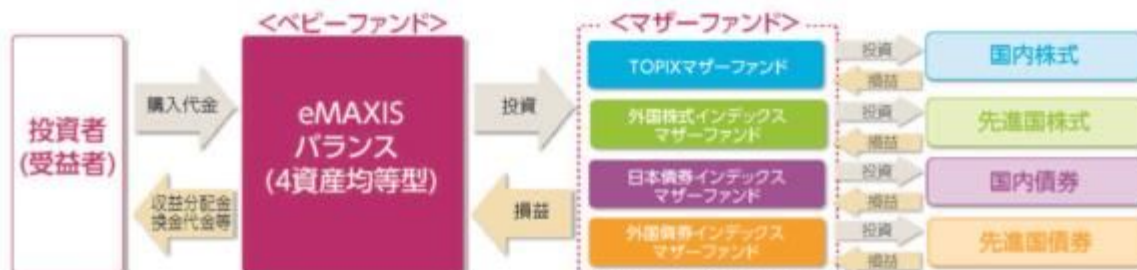 <ベビーファンド>
<マザーファンド>
投資者
(受益者)
購入代金
収益分配金
換金代金等
eMAXIS
バランス
(4資産均等型)
投資
損益
TOPIXマザーファンド
投資
損益
国内株式
外国株式インデックス
マザーファンド
投資
損益
先進国株式
日本債券インデックス
マザーファンド
投資
損益
国内債券
外国債券インデックス
マザーファンド
投資
損益
先進国債券